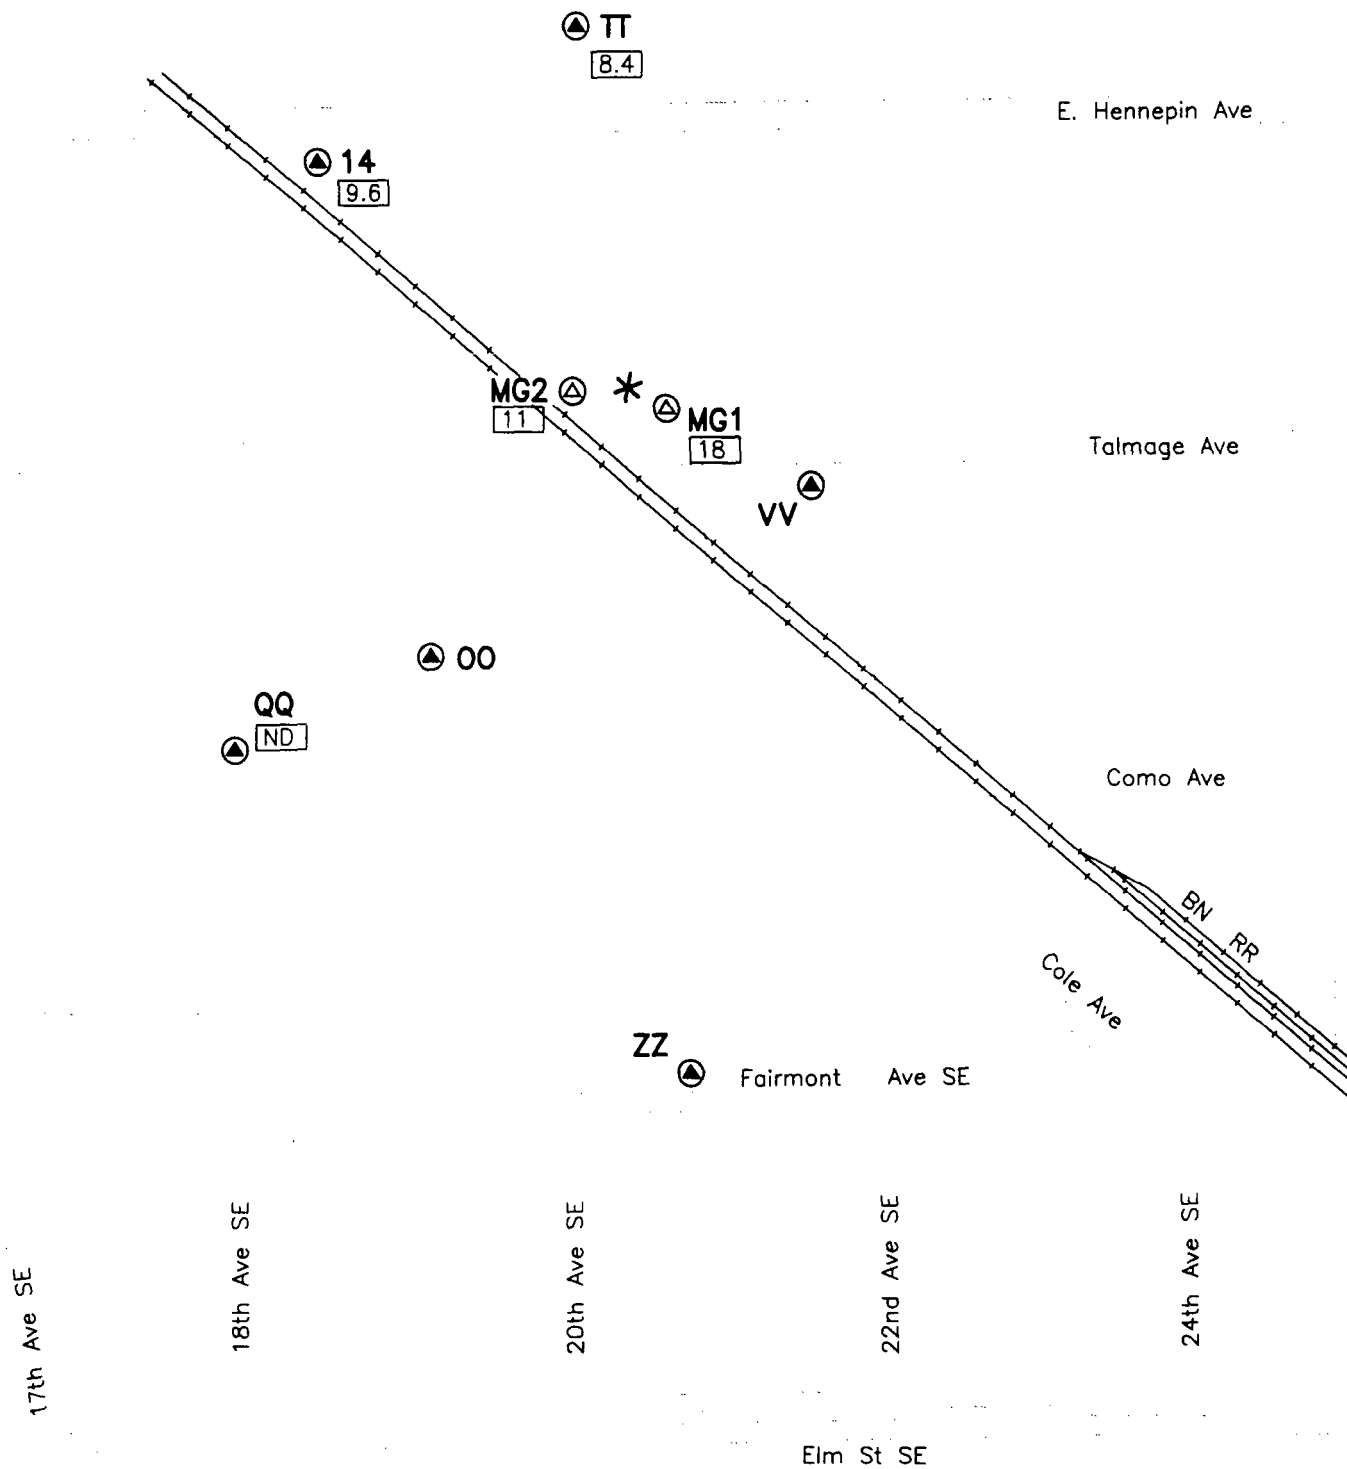 TT
8.4
E. Hennepin Ave
14
9.6
MG2
11
MG1
18
Talmage Ave
VV
OO
QQ
ND
Como Ave
BN RR
Cole Ave
ZZ
Fairmont Ave SE
17th Ave SE
18th Ave SE
20th Ave SE
22nd Ave SE
24th Ave SE
Elm St SE